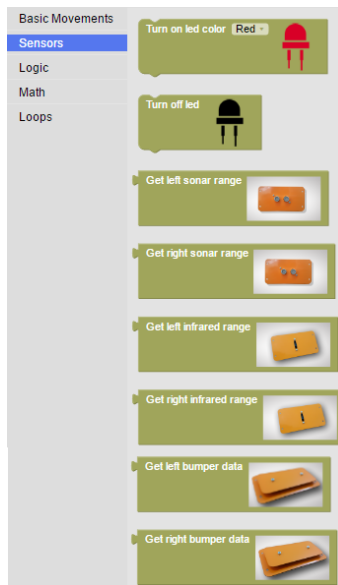 Basic Movements
Sensors
Logic
Math
Loops
Turn on led color Red
Turn off led
Get left sonar range
Get right sonar range
Get left infrared range
Get right infrared range
Get left bumper data
Get right bumper data